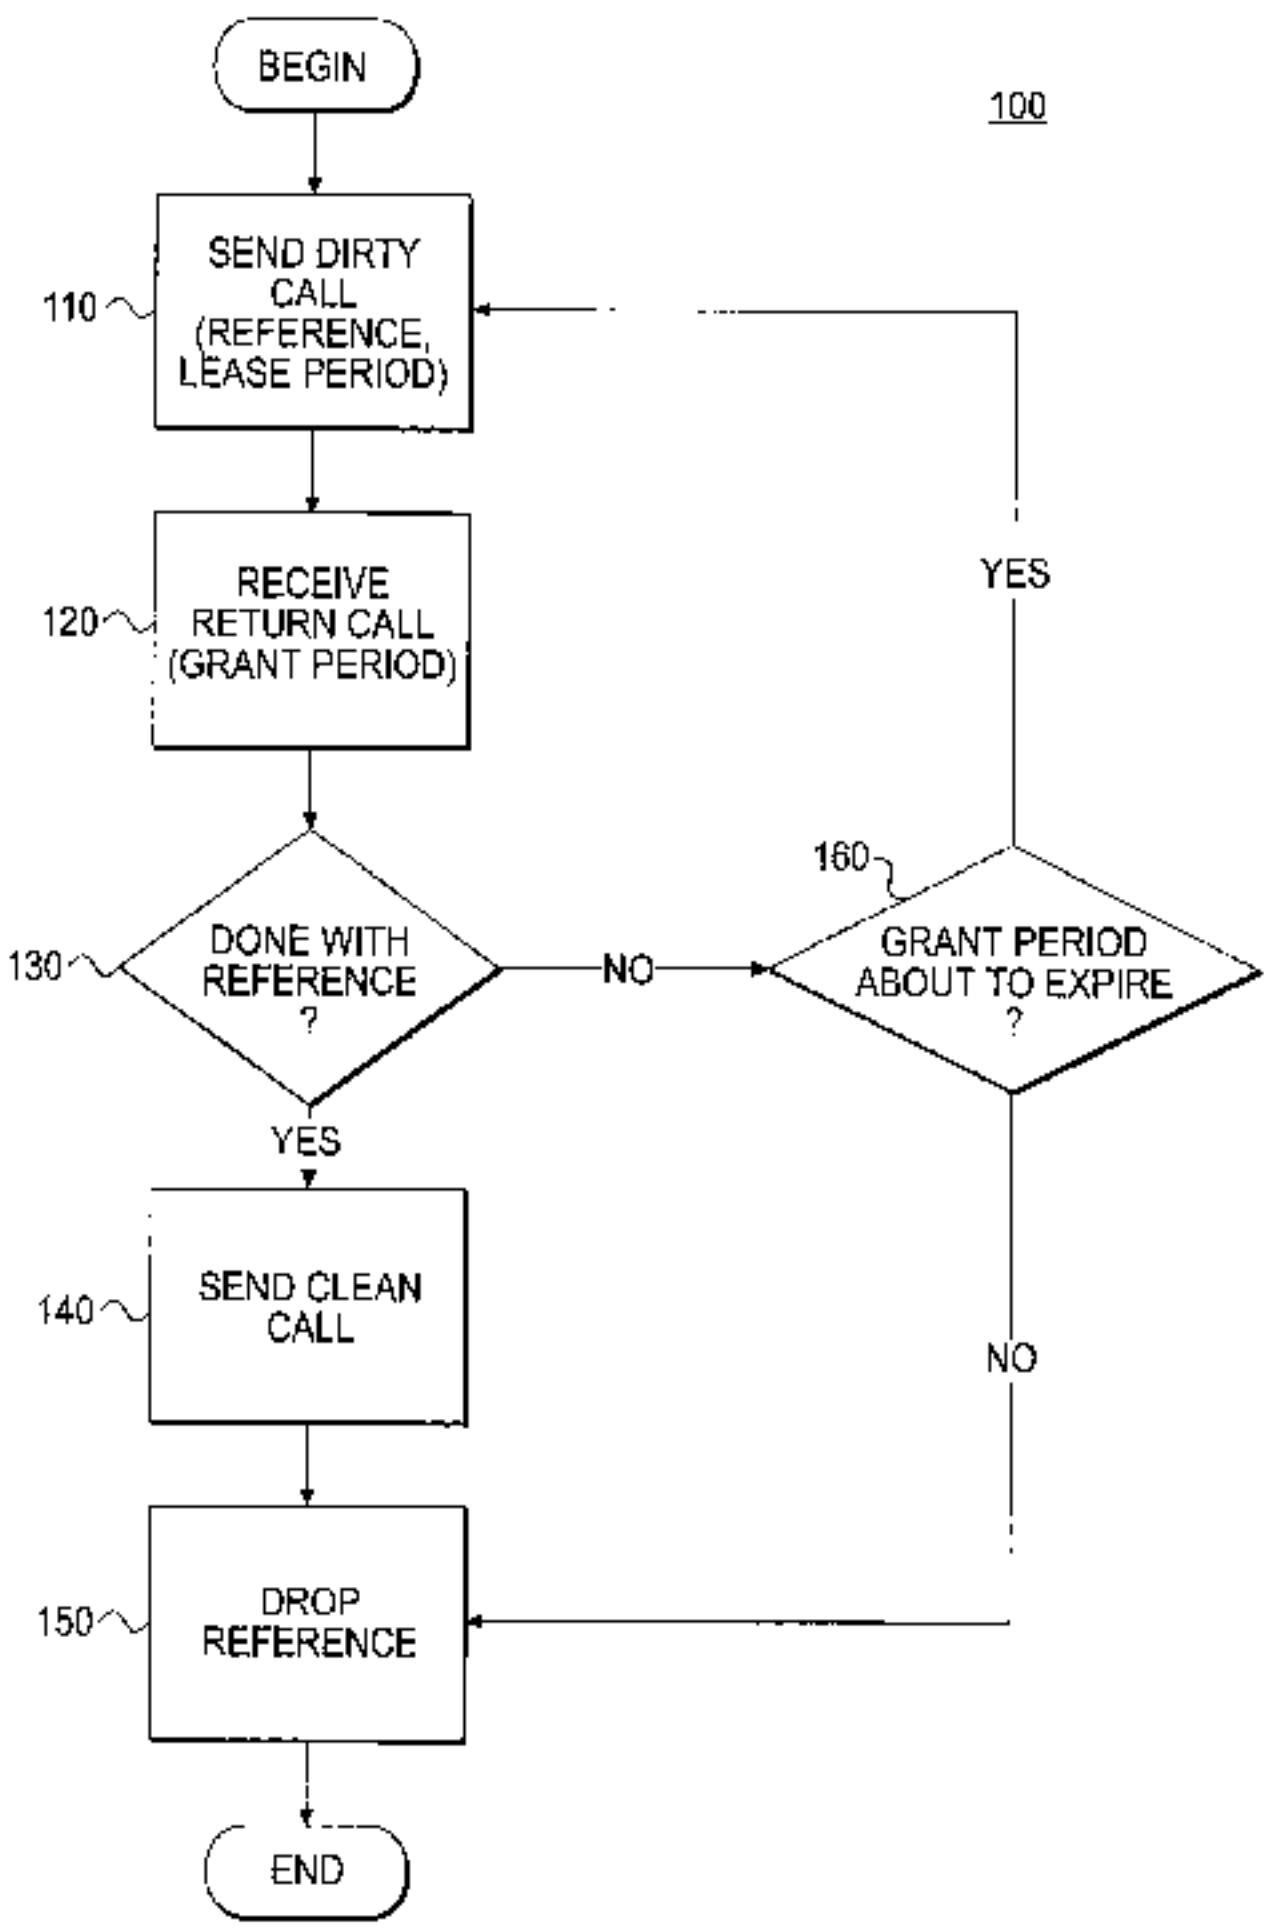 BEGIN
100
SEND DIRTY
CALL
110
(REFERENCE,
LEASE PERIOD)
YES
RECEIVE
120
RETURN CALL
(GRANT PERIOD)
160
130
DONE WITH
REFERENCE
?
NO
GRANT PERIOD
ABOUT TO EXPIRE
?
YES
140
SEND CLEAN
CALL
NO
150
DROP
REFERENCE
END